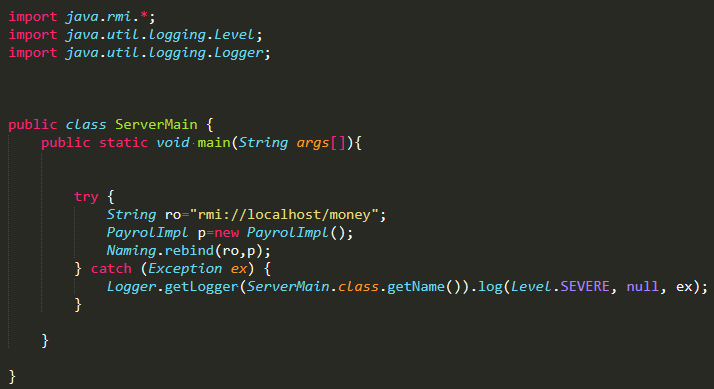 import java.rmi.*;
import java.util.logging.Level;
import java.util.logging.Logger;
public class ServerMain {
public static void main(String args[]){
try {
String ro="rmi://localhost/money";
PayrolImpl p=new PayrolImpl();
Naming.rebind(ro,p);
} catch (Exception ex) {
Logger.getLogger(ServerMain.class.getName()).log(Level.SEVERE, null, ex);
}
}
}